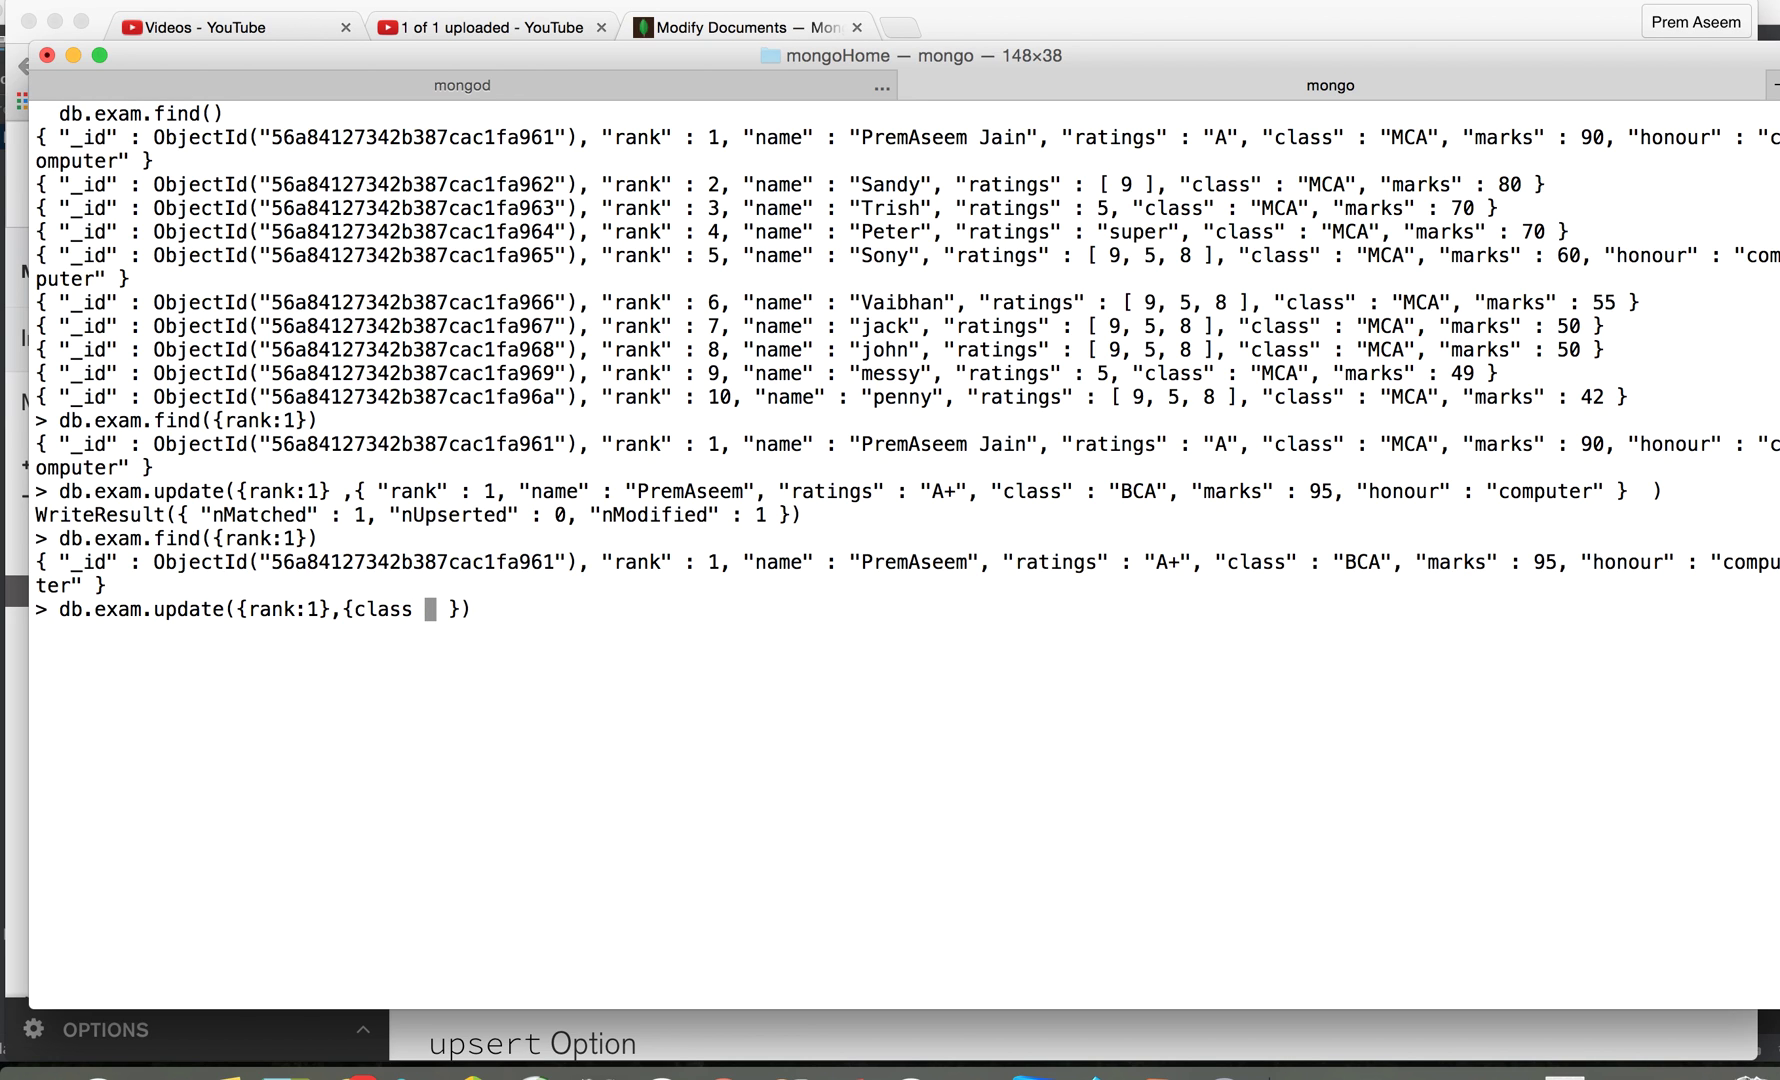 Videos - YouTube
1 of 1 uploaded - YouTube
Modify Documents — Mon
Prem Aseem
mongoHome — mongo — 148×38
mongod
...
mongo
db.exam.find()
{ "_id" : ObjectId("56a84127342b387cac1fa961"), "rank" : 1, "name" : "PremAseem Jain", "ratings" : "A", "class" : "MCA", "marks" : 90, "honour" : "c
omputer" }
{ "_id" : ObjectId("56a84127342b387cac1fa962"), "rank" : 2, "name" : "Sandy", "ratings" : [ 9 ], "class" : "MCA", "marks" : 80 }
{ "_id" : ObjectId("56a84127342b387cac1fa963"), "rank" : 3, "name" : "Trish", "ratings" : 5, "class" : "MCA", "marks" : 70 }
{ "_id" : ObjectId("56a84127342b387cac1fa964"), "rank" : 4, "name" : "Peter", "ratings" : "super", "class" : "MCA", "marks" : 70 }
{ "_id" : ObjectId("56a84127342b387cac1fa965"), "rank" : 5, "name" : "Sony", "ratings" : [ 9, 5, 8 ], "class" : "MCA", "marks" : 60, "honour" : "com
puter" }
{ "_id" : ObjectId("56a84127342b387cac1fa966"), "rank" : 6, "name" : "Vaibhan", "ratings" : [ 9, 5, 8 ], "class" : "MCA", "marks" : 55 }
{ "_id" : ObjectId("56a84127342b387cac1fa967"), "rank" : 7, "name" : "jack", "ratings" : [ 9, 5, 8 ], "class" : "MCA", "marks" : 50 }
{ "_id" : ObjectId("56a84127342b387cac1fa968"), "rank" : 8, "name" : "john", "ratings" : [ 9, 5, 8 ], "class" : "MCA", "marks" : 50 }
{ "_id" : ObjectId("56a84127342b387cac1fa969"), "rank" : 9, "name" : "messy", "ratings" : 5, "class" : "MCA", "marks" : 49 }
{ "_id" : ObjectId("56a84127342b387cac1fa96a"), "rank" : 10, "name" : "penny", "ratings" : [ 9, 5, 8 ], "class" : "MCA", "marks" : 42 }
> db.exam.find({rank:1})
{ "_id" : ObjectId("56a84127342b387cac1fa961"), "rank" : 1, "name" : "PremAseem Jain", "ratings" : "A", "class" : "MCA", "marks" : 90, "honour" : "c
omputer" }
> db.exam.update({rank:1} ,{ "rank" : 1, "name" : "PremAseem", "ratings" : "A+", "class" : "BCA", "marks" : 95, "honour" : "computer" }  )
WriteResult({ "nMatched" : 1, "nUpserted" : 0, "nModified" : 1 })
> db.exam.find({rank:1})
{ "_id" : ObjectId("56a84127342b387cac1fa961"), "rank" : 1, "name" : "PremAseem", "ratings" : "A+", "class" : "BCA", "marks" : 95, "honour" : "compu
ter" }
> db.exam.update({rank:1},{class   })
OPTIONS
upsert Option